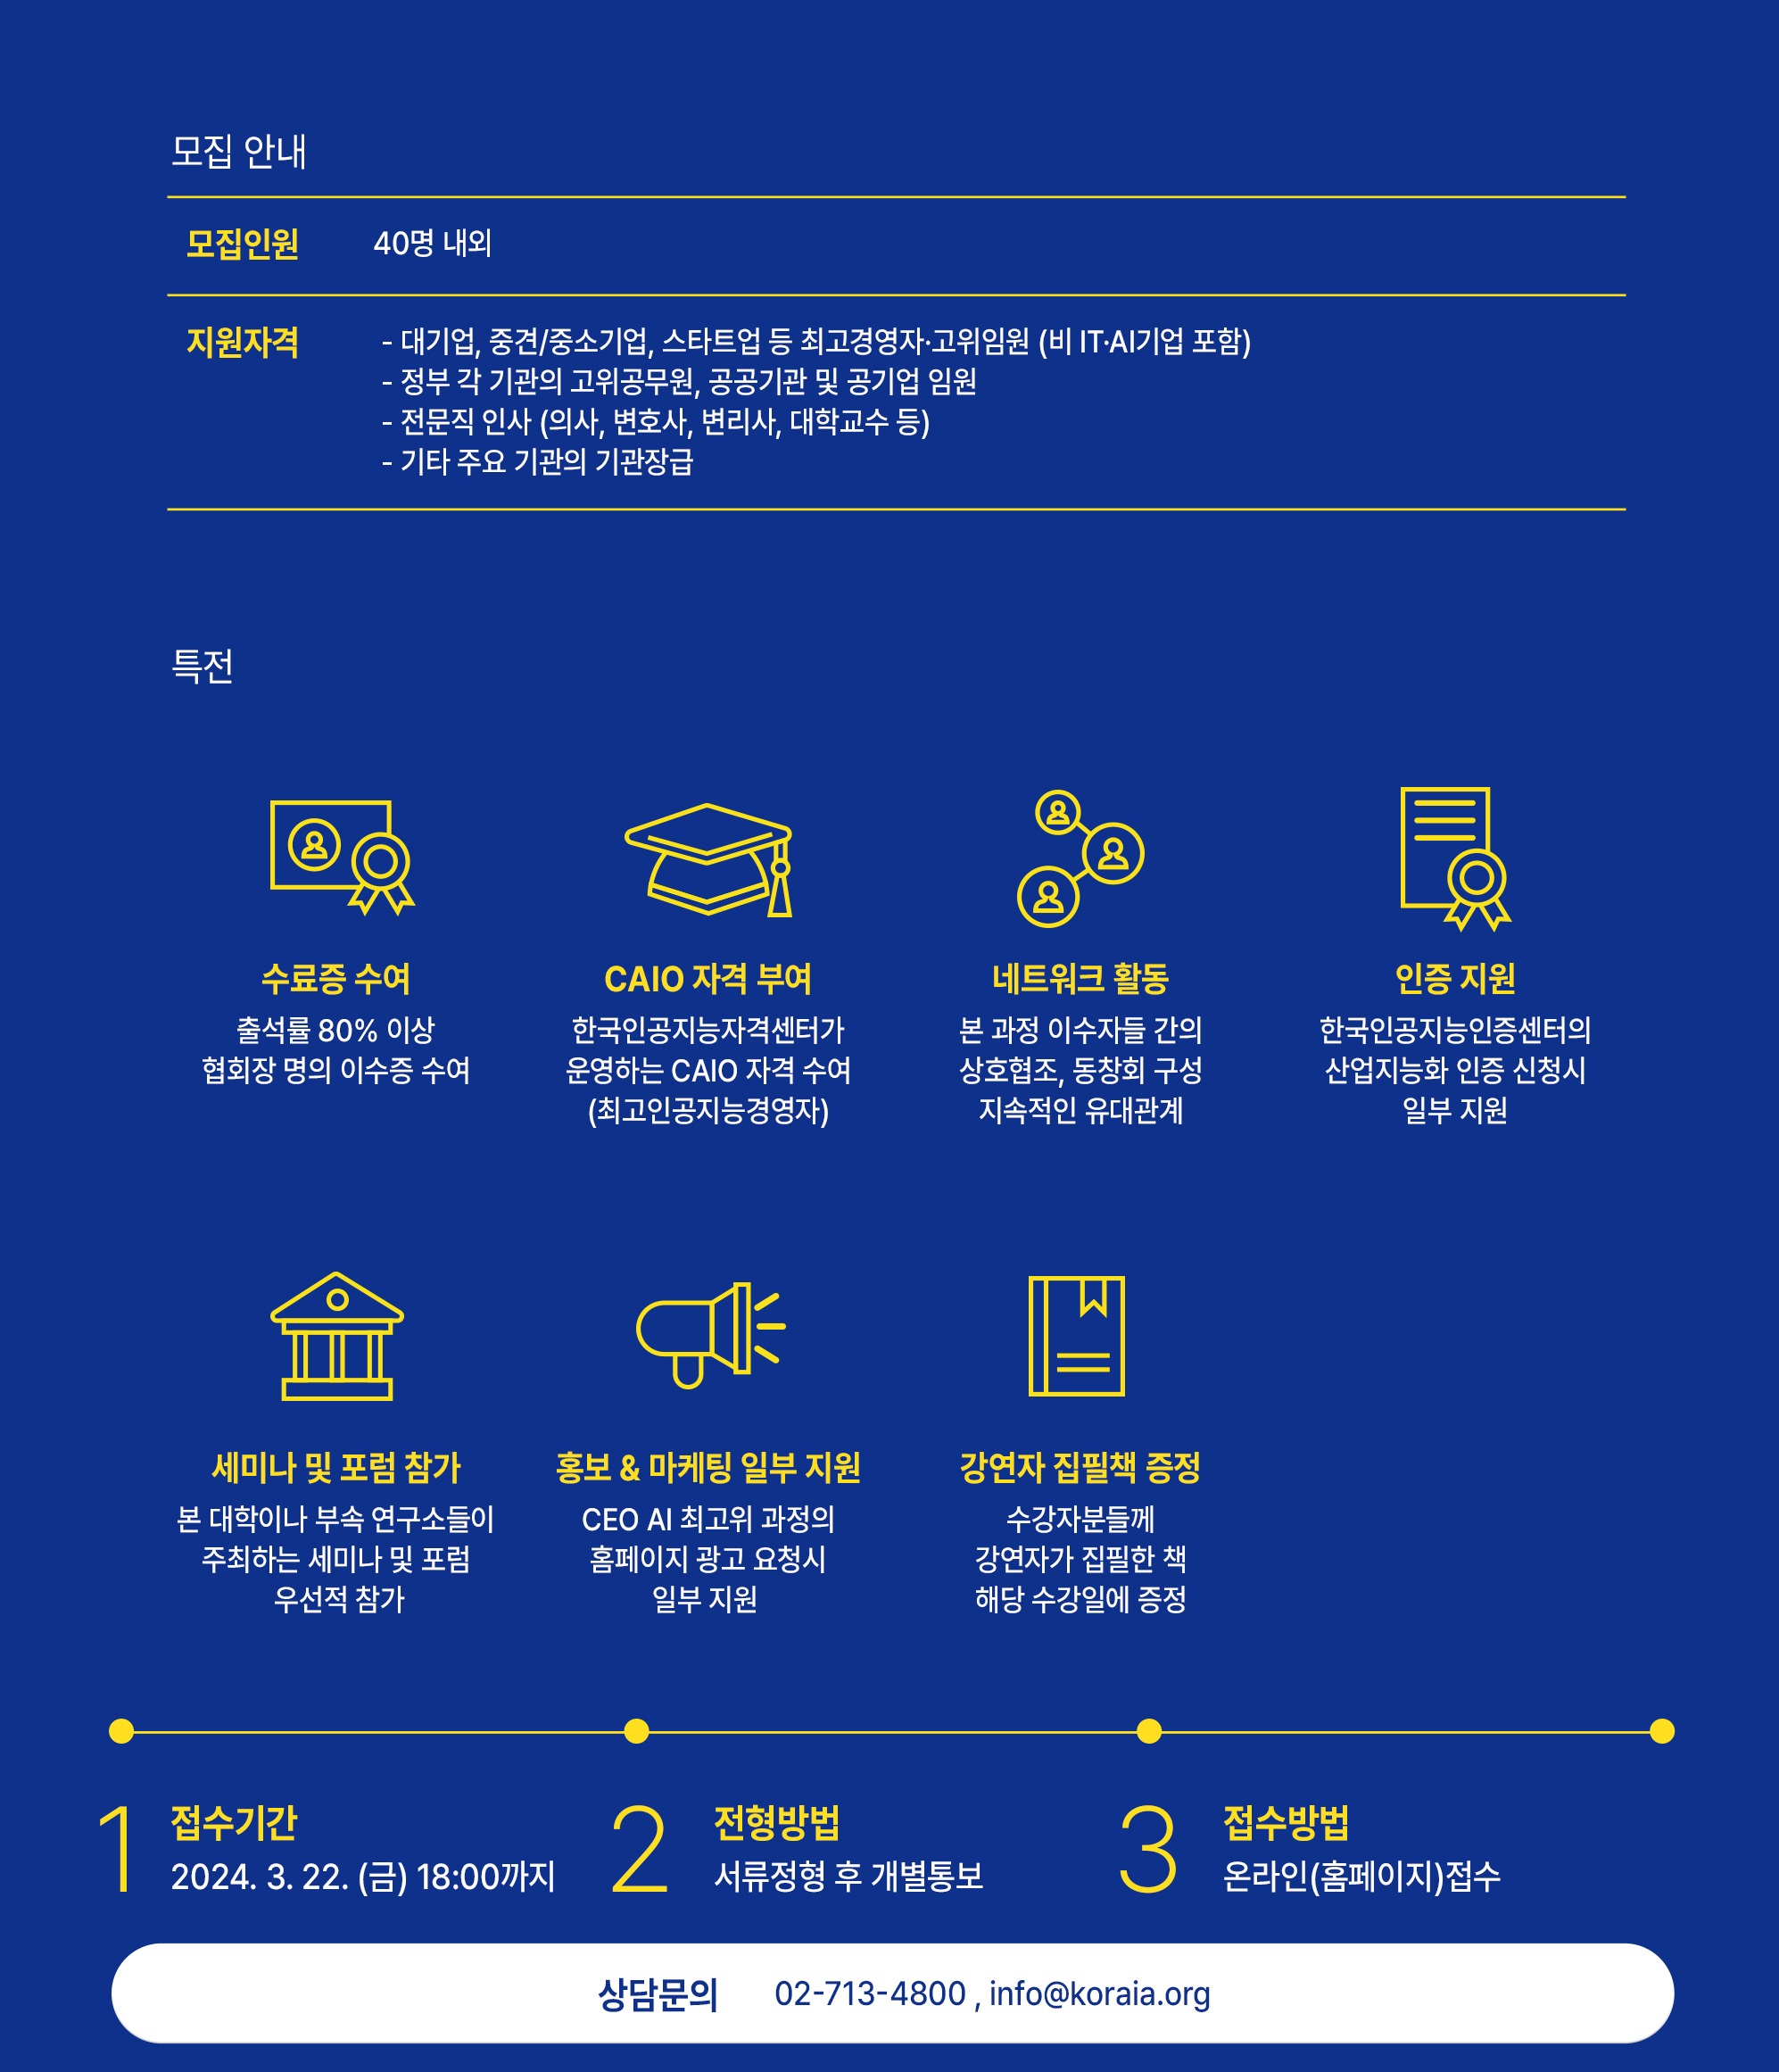 모집 안내
모집인원 40명 내외
지원자격 - 대기업, 중견/중소기업, 스타트업 등 최고경영자·고위임원 (비 IT·AI기업 포함)
- 정부 각 기관의 고위공무원, 공공기관 및 공기업 임원
- 전문직 인사 (의사, 변호사, 변리사, 대학교수 등)
- 기타 주요 기관의 기관장급
특전
수료증 수여
출석률 80% 이상
협회장 명의 이수증 수여
CAIO 자격 부여
한국인공지능자격센터가
운영하는 CAIO 자격 수여
(최고인공지능경영자)
네트워크 활동
본 과정 이수자들 간의
상호협조, 동창회 구성
지속적인 유대관계
인증 지원
한국인공지능인증센터의
산업지능화 인증 신청시
일부 지원
세미나 및 포럼 참가
본 대학이나 부속 연구소들이
주최하는 세미나 및 포럼
우선적 참가
홍보 & 마케팅 일부 지원
CEO AI 최고위 과정의
홈페이지 광고 요청시
일부 지원
강연자 집필책 증정
수강자분들께
강연자가 집필한 책
해당 수강일에 증정
1 접수기간
2024. 3. 22. (금) 18:00까지
2 전형방법
서류정형 후 개별통보
3 접수방법
온라인(홈페이지)접수
상담문의 02-713-4800 , info@koraia.org